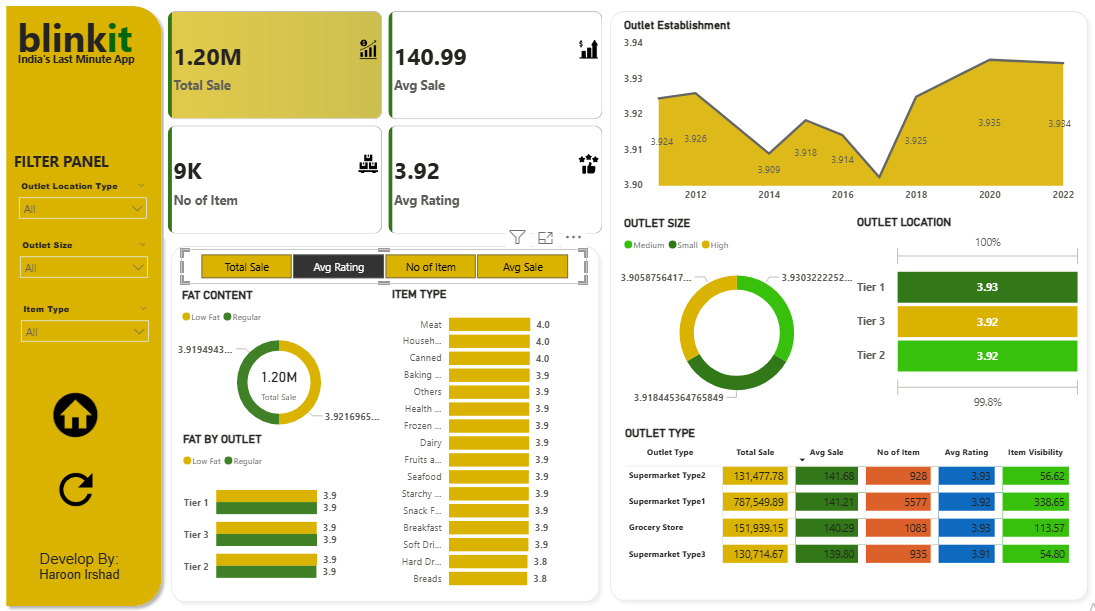 blinkit
India's Last Minute App
FILTER PANEL
Outlet Location Type
All
Outlet Size
All
Item Type
All
Develop By:
Haroon Irshad
1.20M
Total Sale
140.99
Avg Sale
9K
No of Item
3.92
Avg Rating
Total Sale Avg Rating No of Item Avg Sale
FAT CONTENT
Low Fat Regular
3.9194943...
1.20M
Total Sale
3.9216965...
FAT BY OUTLET
Low Fat Regular
Tier 1 3.9
3.9
Tier 3 3.9
3.9
Tier 2 3.9
3.9
ITEM TYPE
Meat 4.0
Househ... 4.0
Canned 4.0
Baking ... 3.9
Others 3.9
Health ... 3.9
Frozen ... 3.9
Dairy 3.9
Fruits a... 3.9
Seafood 3.9
Starchy ... 3.9
Snack F... 3.9
Breakfast 3.9
Soft Dri... 3.9
Hard Dr... 3.8
Breads 3.8
Outlet Establishment
3.94
3.93
3.92
3.91
3.90
3.924 3.926 3.909 3.918 3.914 3.925 3.935 3.934
2012 2014 2016 2018 2020 2022
OUTLET SIZE
Medium Small High
3.9058756417... 3.9303222252...
3.918445364765849
OUTLET LOCATION
100%
Tier 1 3.93
Tier 3 3.92
Tier 2 3.92
99.8%
OUTLET TYPE
Outlet Type Total Sale Avg Sale No of Item Avg Rating Item Visibility
Supermarket Type2 131,477.78 141.68 928 3.93 56.62
Supermarket Type1 787,549.89 141.21 5577 3.92 338.65
Grocery Store 151,939.15 140.29 1083 3.93 113.57
Supermarket Type3 130,714.67 139.80 935 3.91 54.80